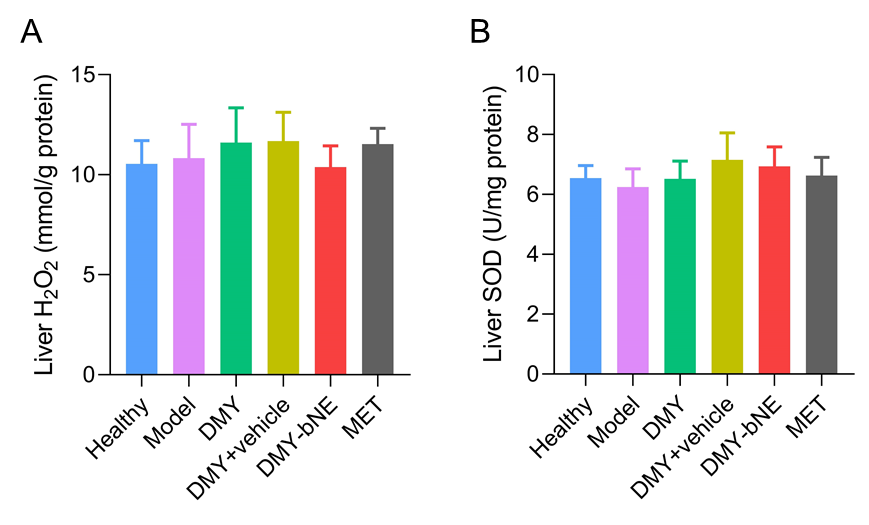 A
Liver H₂O₂ (mmol/g protein)
15
10
5
0
Healthy
Model
DMY
DMY+vehicle
DMY-bNE
MET
B
Liver SOD (U/mg protein)
10
8
6
4
2
0
Healthy
Model
DMY
DMY+vehicle
DMY-bNE
MET